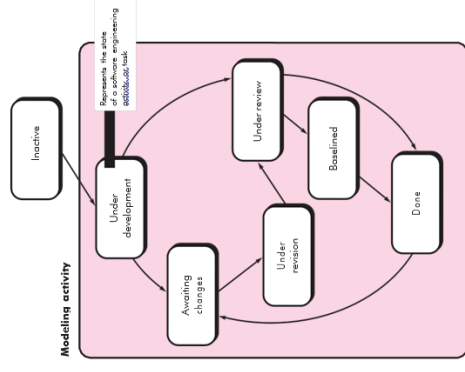 Modeling activity
Inactive
Represents the state
of a software engineering
activity or task
Under
development
Awaiting
changes
Under review
Under
revision
Baselined
Done